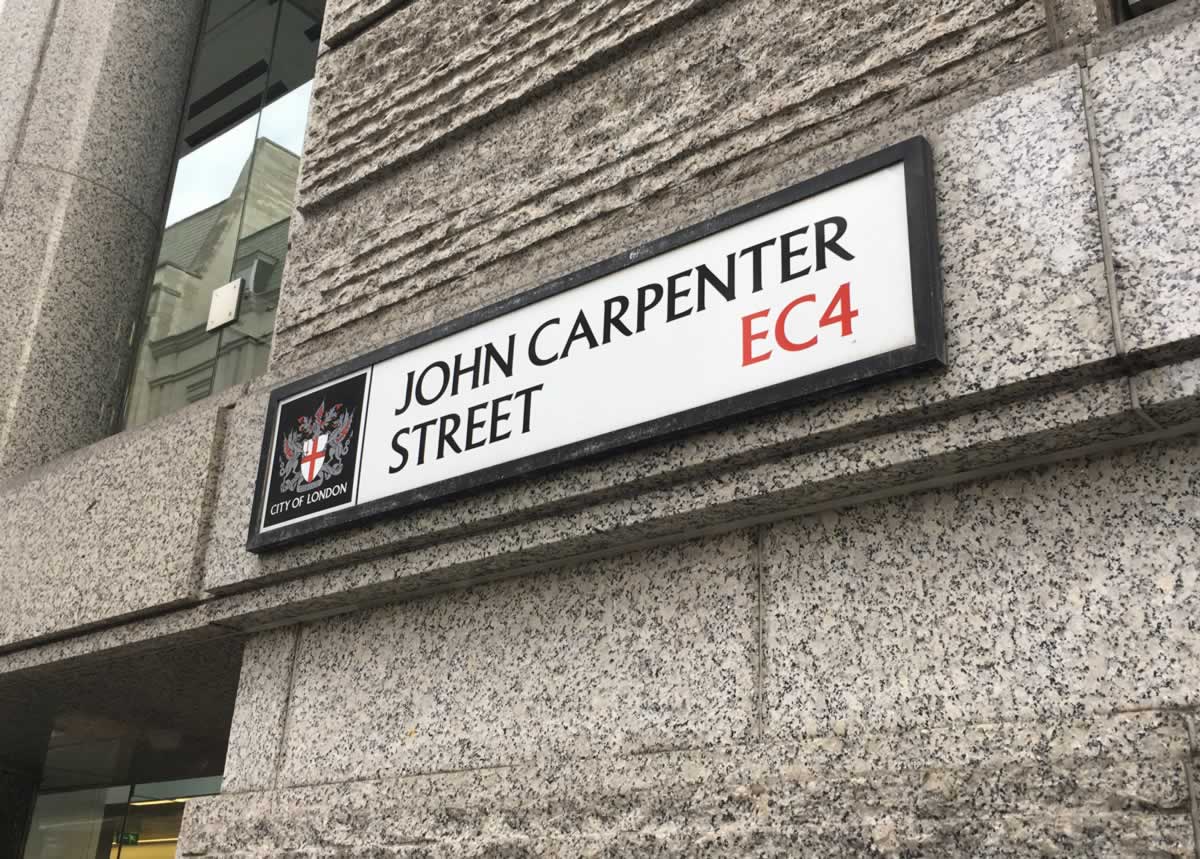 JOHN CARPENTER
STREET
EC4
CITY OF LONDON